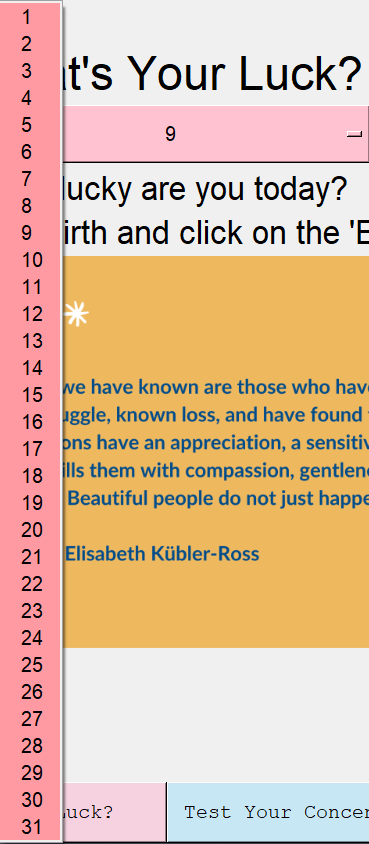 1
2
3
4
5
6
7
8
9
10
11
12
13
14
15
16
17
18
19
20
21
22
23
24
25
26
27
28
29
30
31
t's Your Luck?
9
lucky are you today?
irth and click on the 'E
we have known are those who have
uggle, known loss, and have found
ons have an appreciation, a sensitiv
ills them with compassion, gentlene
Beautiful people do not just happe
Elisabeth Kübler-Ross
uck?
Test Your Concen